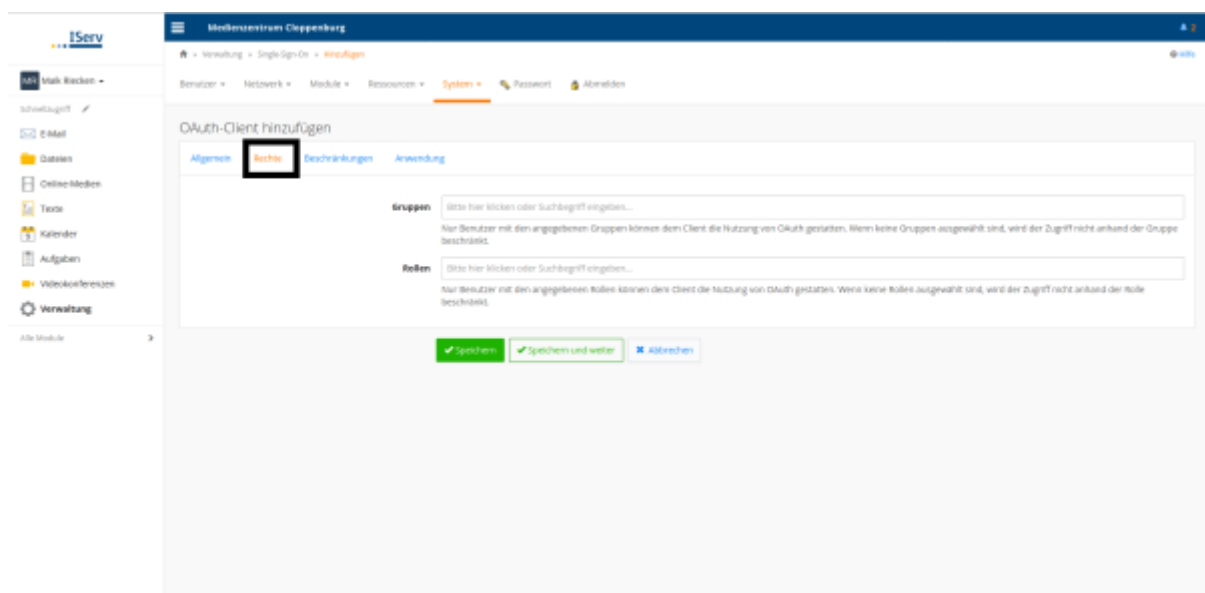 IServ
Medienzentrum Cloppenburg
2
» Verwaltung » Single-Sign-On » Hinzufügen
Hilfe
MR Maik Riecken
Benutzer Netzwerk Module Ressourcen System Passwort Abmelden
Schnellzugriff
E-Mail
Dateien
Online-Medien
Texte
Kalender
Aufgaben
Videokonferenzen
Verwaltung
Alle Module
OAuth-Client hinzufügen
Allgemein Rechte Beschränkungen Anwendung
Gruppen Bitte hier klicken oder Suchbegriff eingeben...
Nur Benutzer mit den angegebenen Gruppen können dem Client die Nutzung von OAuth gestatten. Wenn keine Gruppen ausgewählt sind, wird der Zugriff nicht anhand der Gruppe
beschränkt.
Rollen Bitte hier klicken oder Suchbegriff eingeben...
Nur Benutzer mit den angegebenen Rollen können dem Client die Nutzung von OAuth gestatten. Wenn keine Rollen ausgewählt sind, wird der Zugriff nicht anhand der Rolle
beschränkt.
Speichern Speichern und weiter Abbrechen